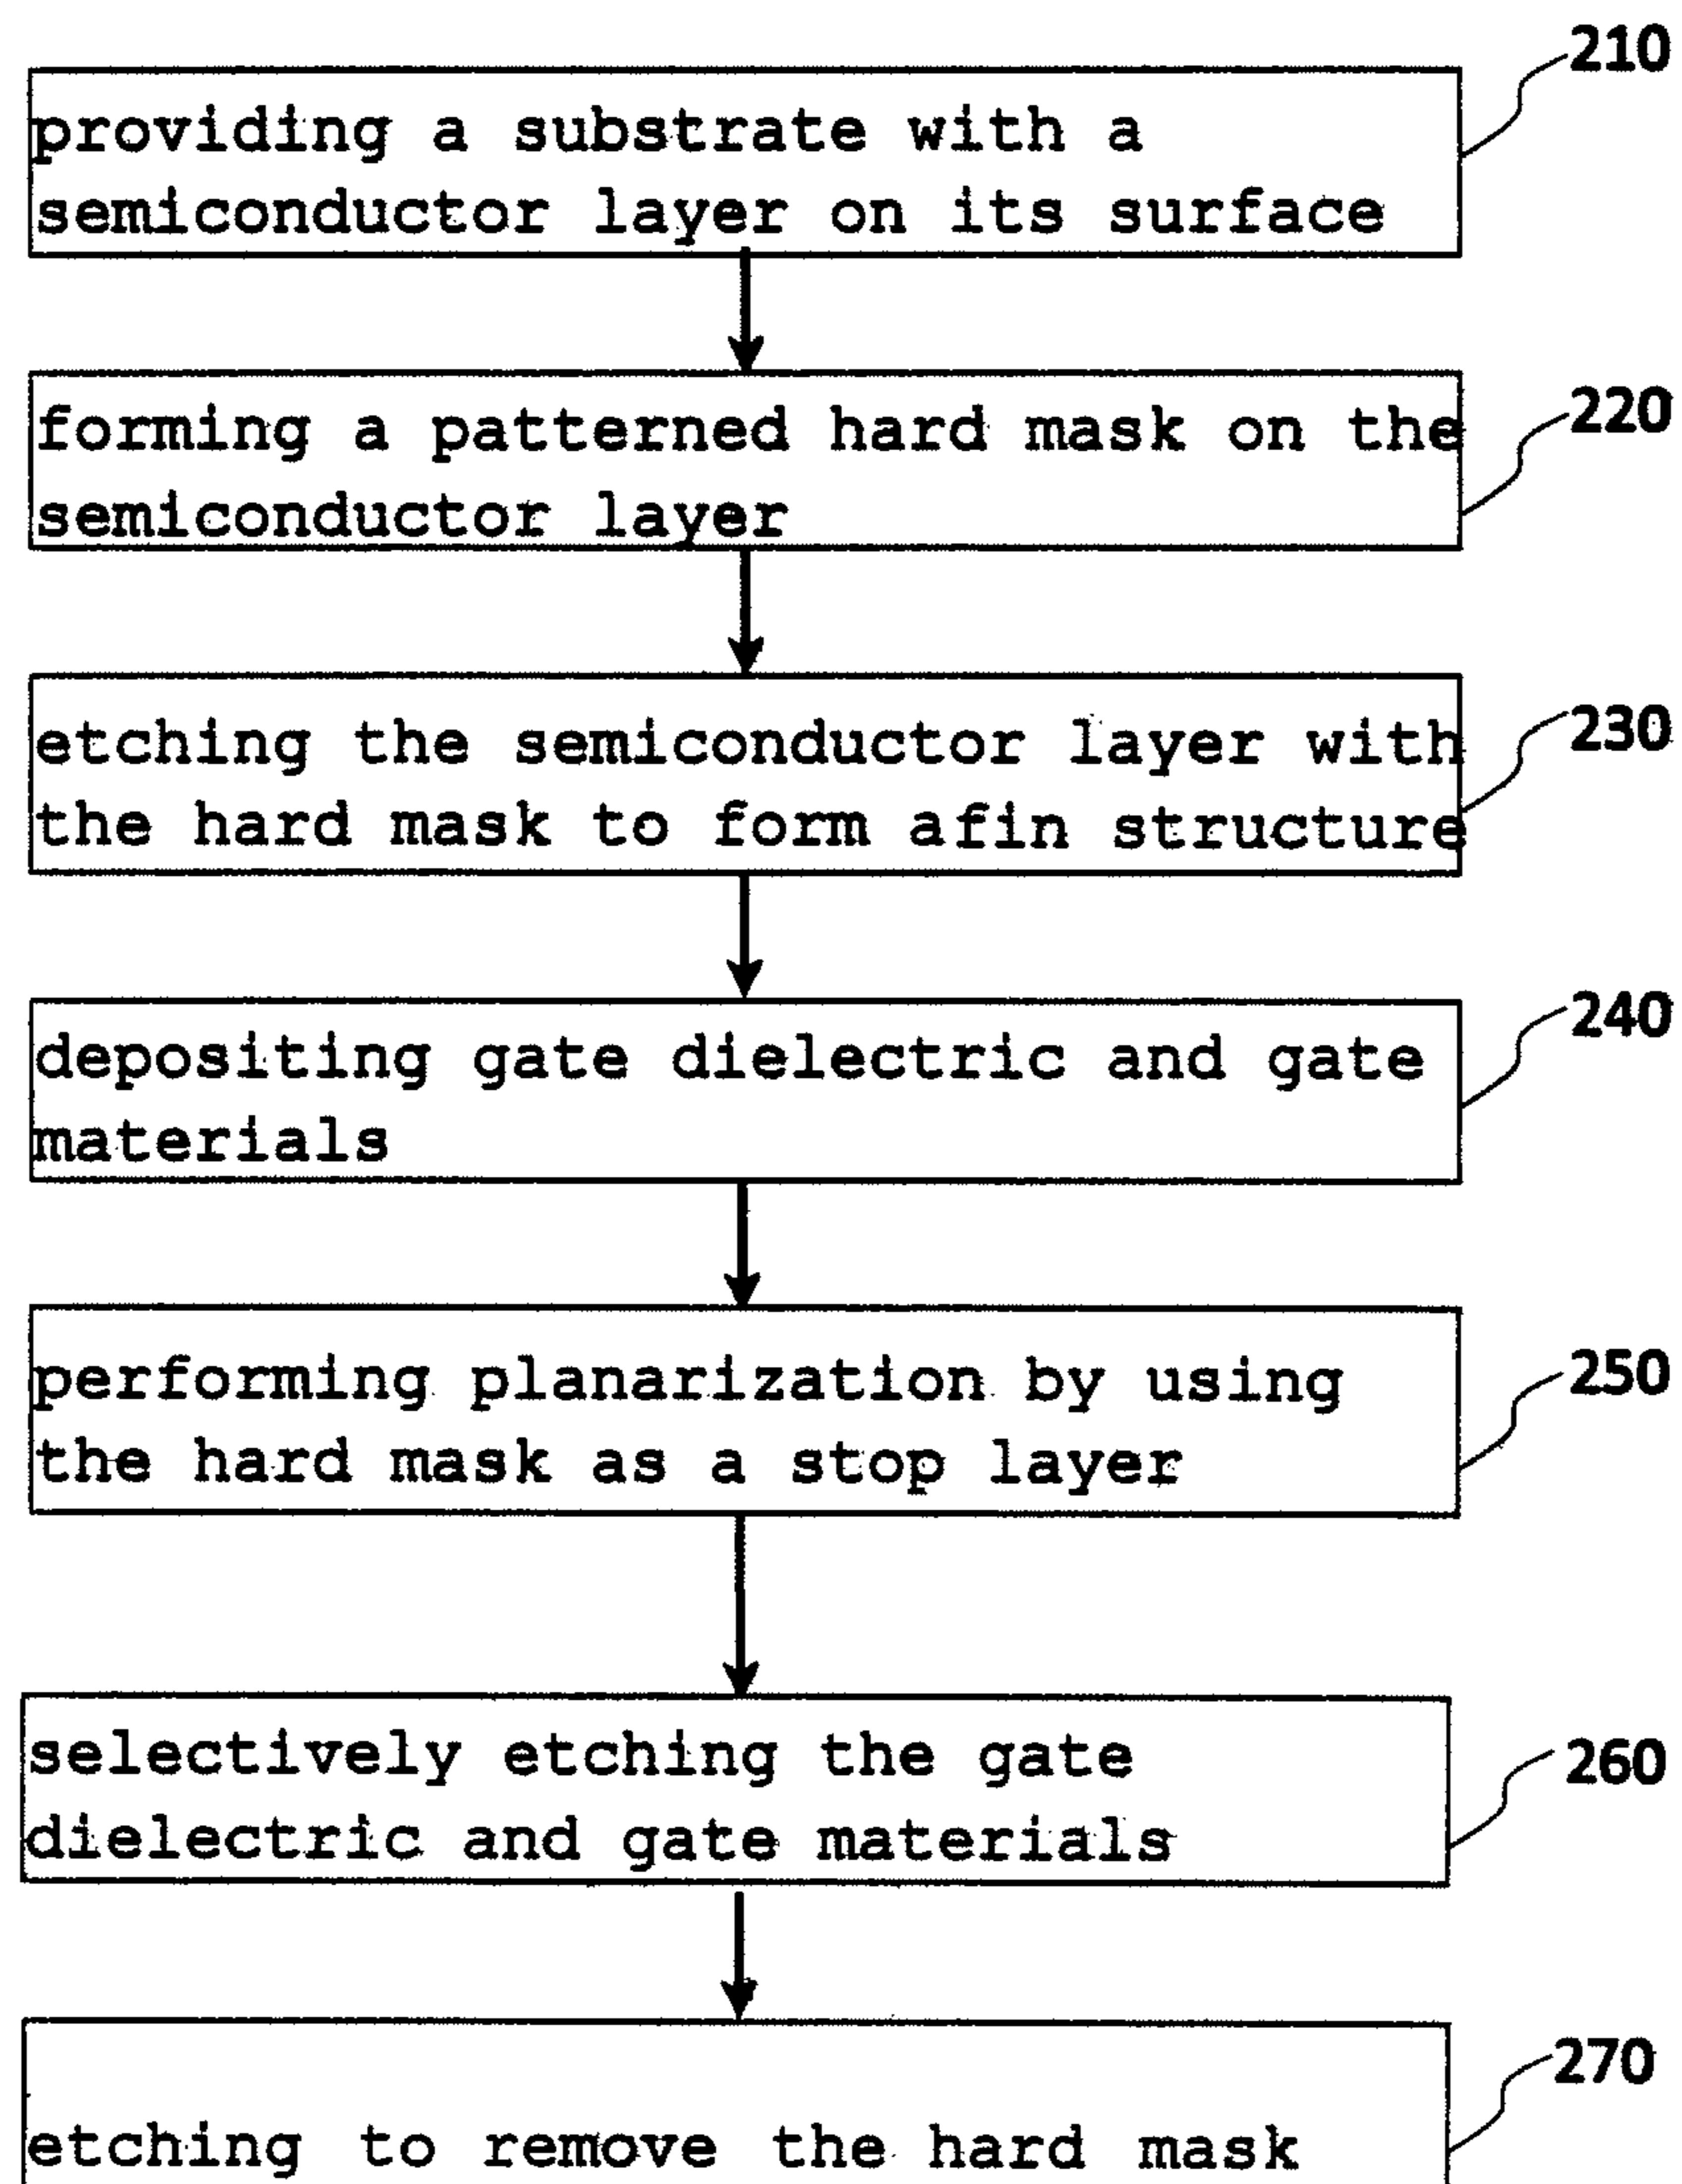 210
providing a substrate with a
semiconductor layer on its surface
220
forming a patterned hard mask on the
semiconductor layer
230
etching the semiconductor layer with
the hard mask to form afin structure
240
depositing gate dielectric and gate
materials
250
performing planarization by using
the hard mask as a stop layer
260
selectively etching the gate
dielectric and gate materials
270
etching to remove the hard mask